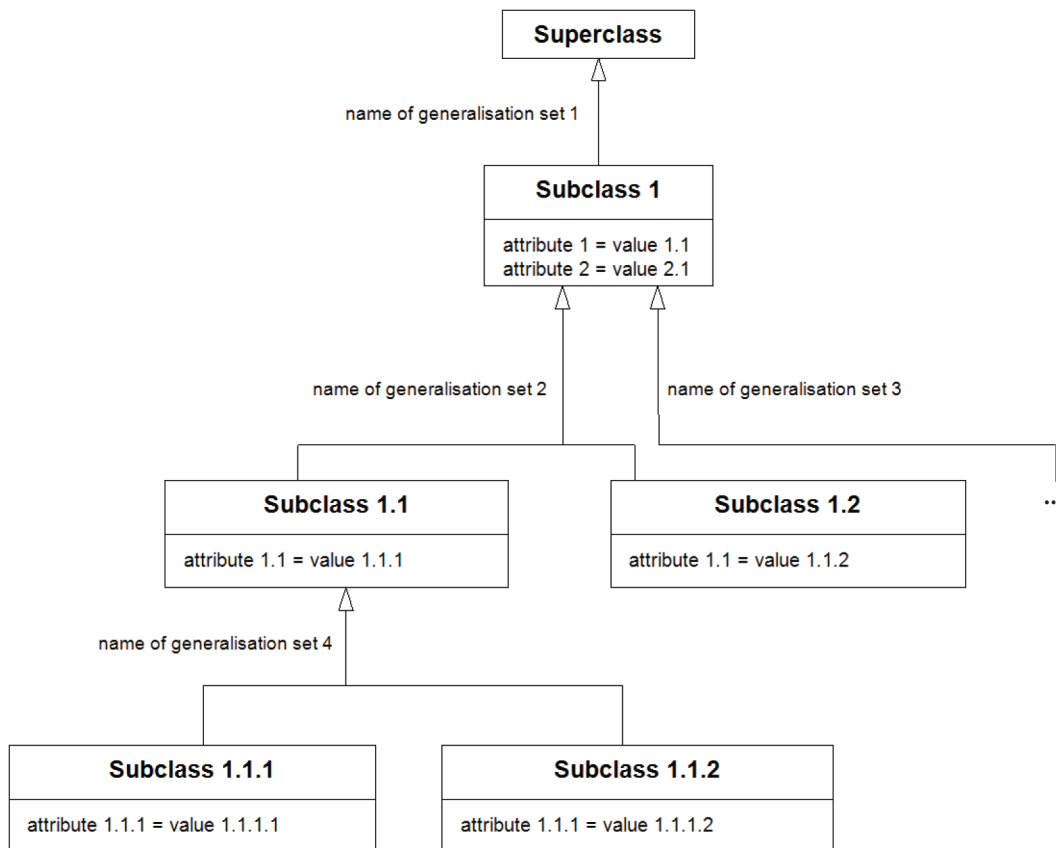 Superclass
name of generalisation set 1
Subclass 1
attribute 1 = value 1.1
attribute 2 = value 2.1
name of generalisation set 2
name of generalisation set 3
Subclass 1.1
attribute 1.1 = value 1.1.1
Subclass 1.2
attribute 1.1 = value 1.1.2
...
name of generalisation set 4
Subclass 1.1.1
attribute 1.1.1 = value 1.1.1.1
Subclass 1.1.2
attribute 1.1.1 = value 1.1.1.2